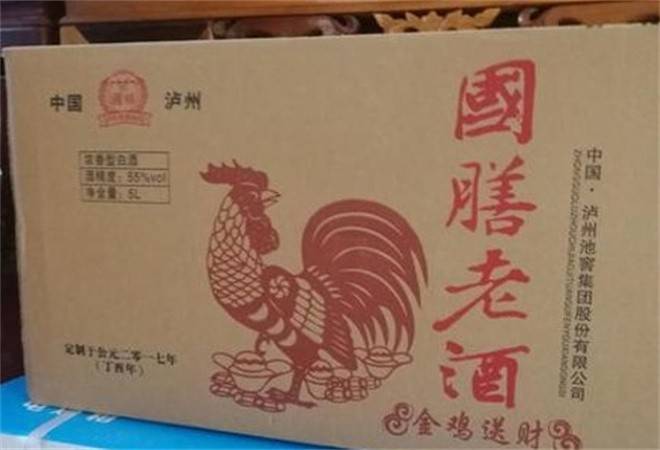 中国 泸州
浓香型白酒
酒精度：55%vol
净含量：5L
定制于公元二零一七年
（丁酉年）
國膳老酒
金鸡送财
中国·泸州池窖集团股份有限公司